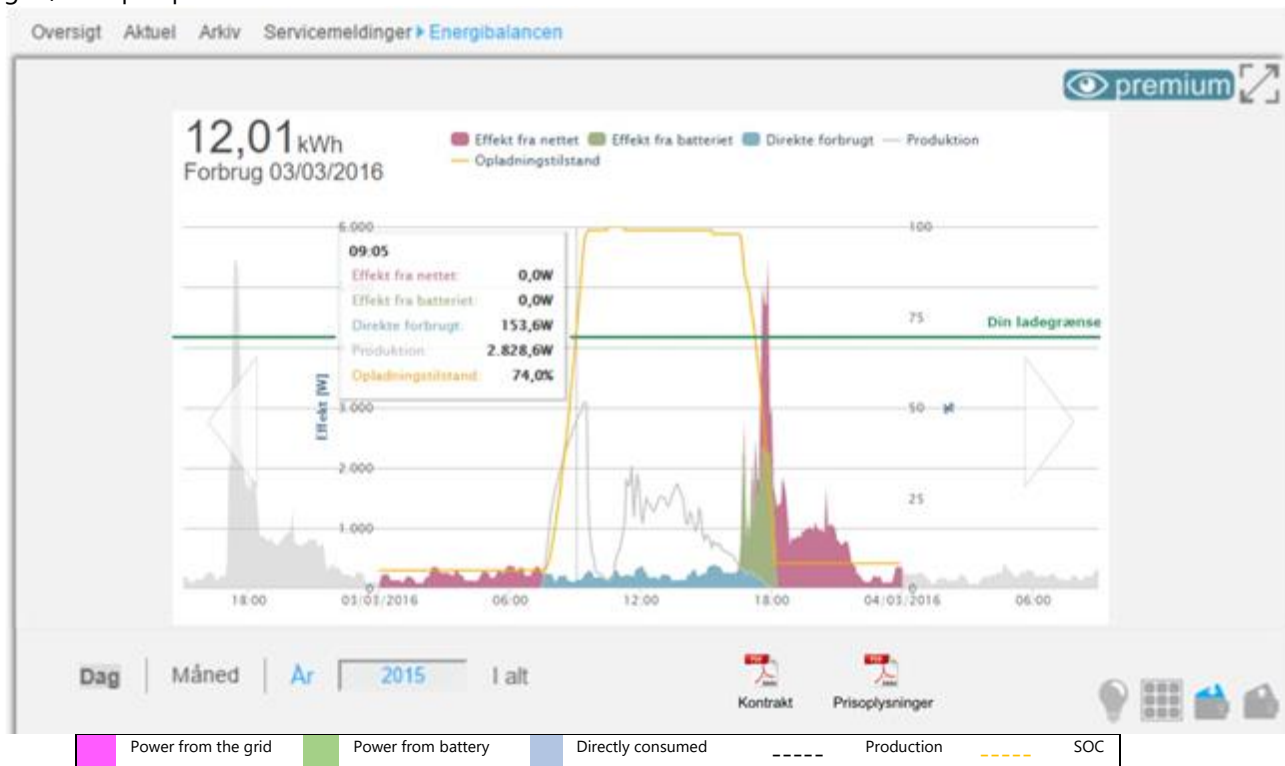 Oversigt Aktuel Arkiv Servicemeldinger Energibalancen
premium
12,01kWh
Forbrug 03/03/2016
Effekt fra nettet Effekt fra batteriet Direkte forbrugt Produktion
Opladningstilstand
6.000 100
09:05
Effekt fra nettet: 0,0W
Effekt fra batteriet: 0,0W
Direkte forbrugt: 153,6W
Produktion: 2.828,6W
Opladningstilstand: 74,0%
75 Din ladegrænse
Effekt [W]
3.000 50 %
2.000
25
1.000
0 0
18:00 03/03/2016 06:00 12:00 18:00 04/03/2016 06:00
Dag Måned År 2015 I alt
Kontrakt Prisoplysninger
Power from the grid Power from battery Directly consumed Production SOC